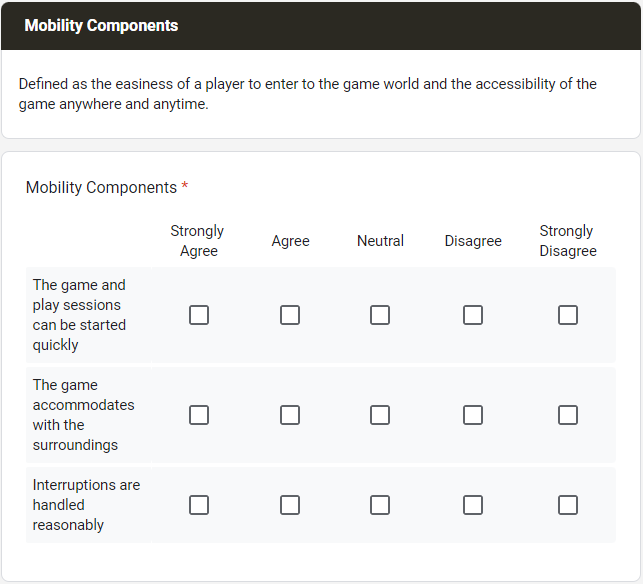 Mobility Components
Defined as the easiness of a player to enter to the game world and the accessibility of the
game anywhere and anytime.
Mobility Components *
Strongly Agree
Agree
Neutral
Disagree
Strongly Disagree
The game and
play sessions
can be started
quickly
The game
accommodates
with the
surroundings
Interruptions are
handled
reasonably